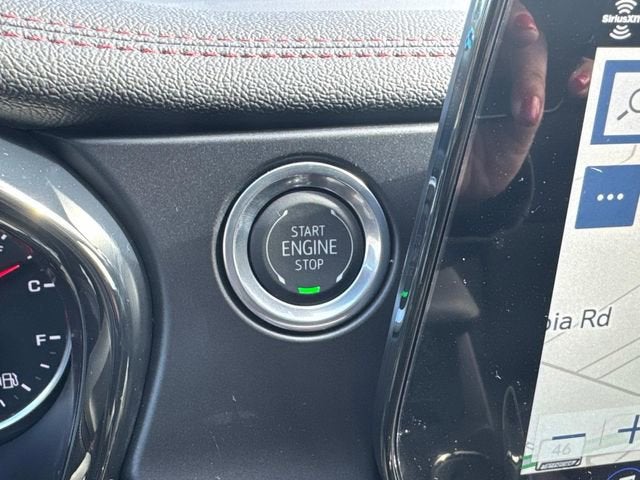 SiriusXM
START
ENGINE
STOP
C
F
bia Rd
46